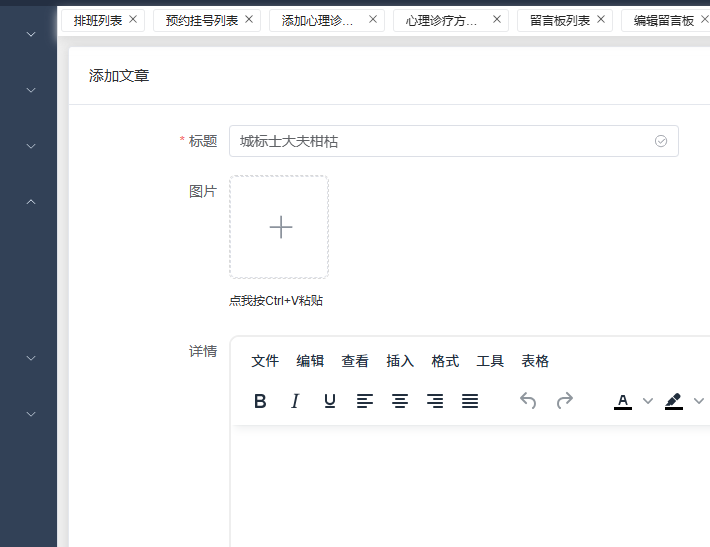 排班列表 预约挂号列表 添加心理诊... 心理诊疗方... 留言板列表 编辑留言板
添加文章
* 标题 城标士大夫柑枯
图片
点我按Ctrl+V粘贴
详情
文件 编辑 查看 插入 格式 工具 表格
B I U A